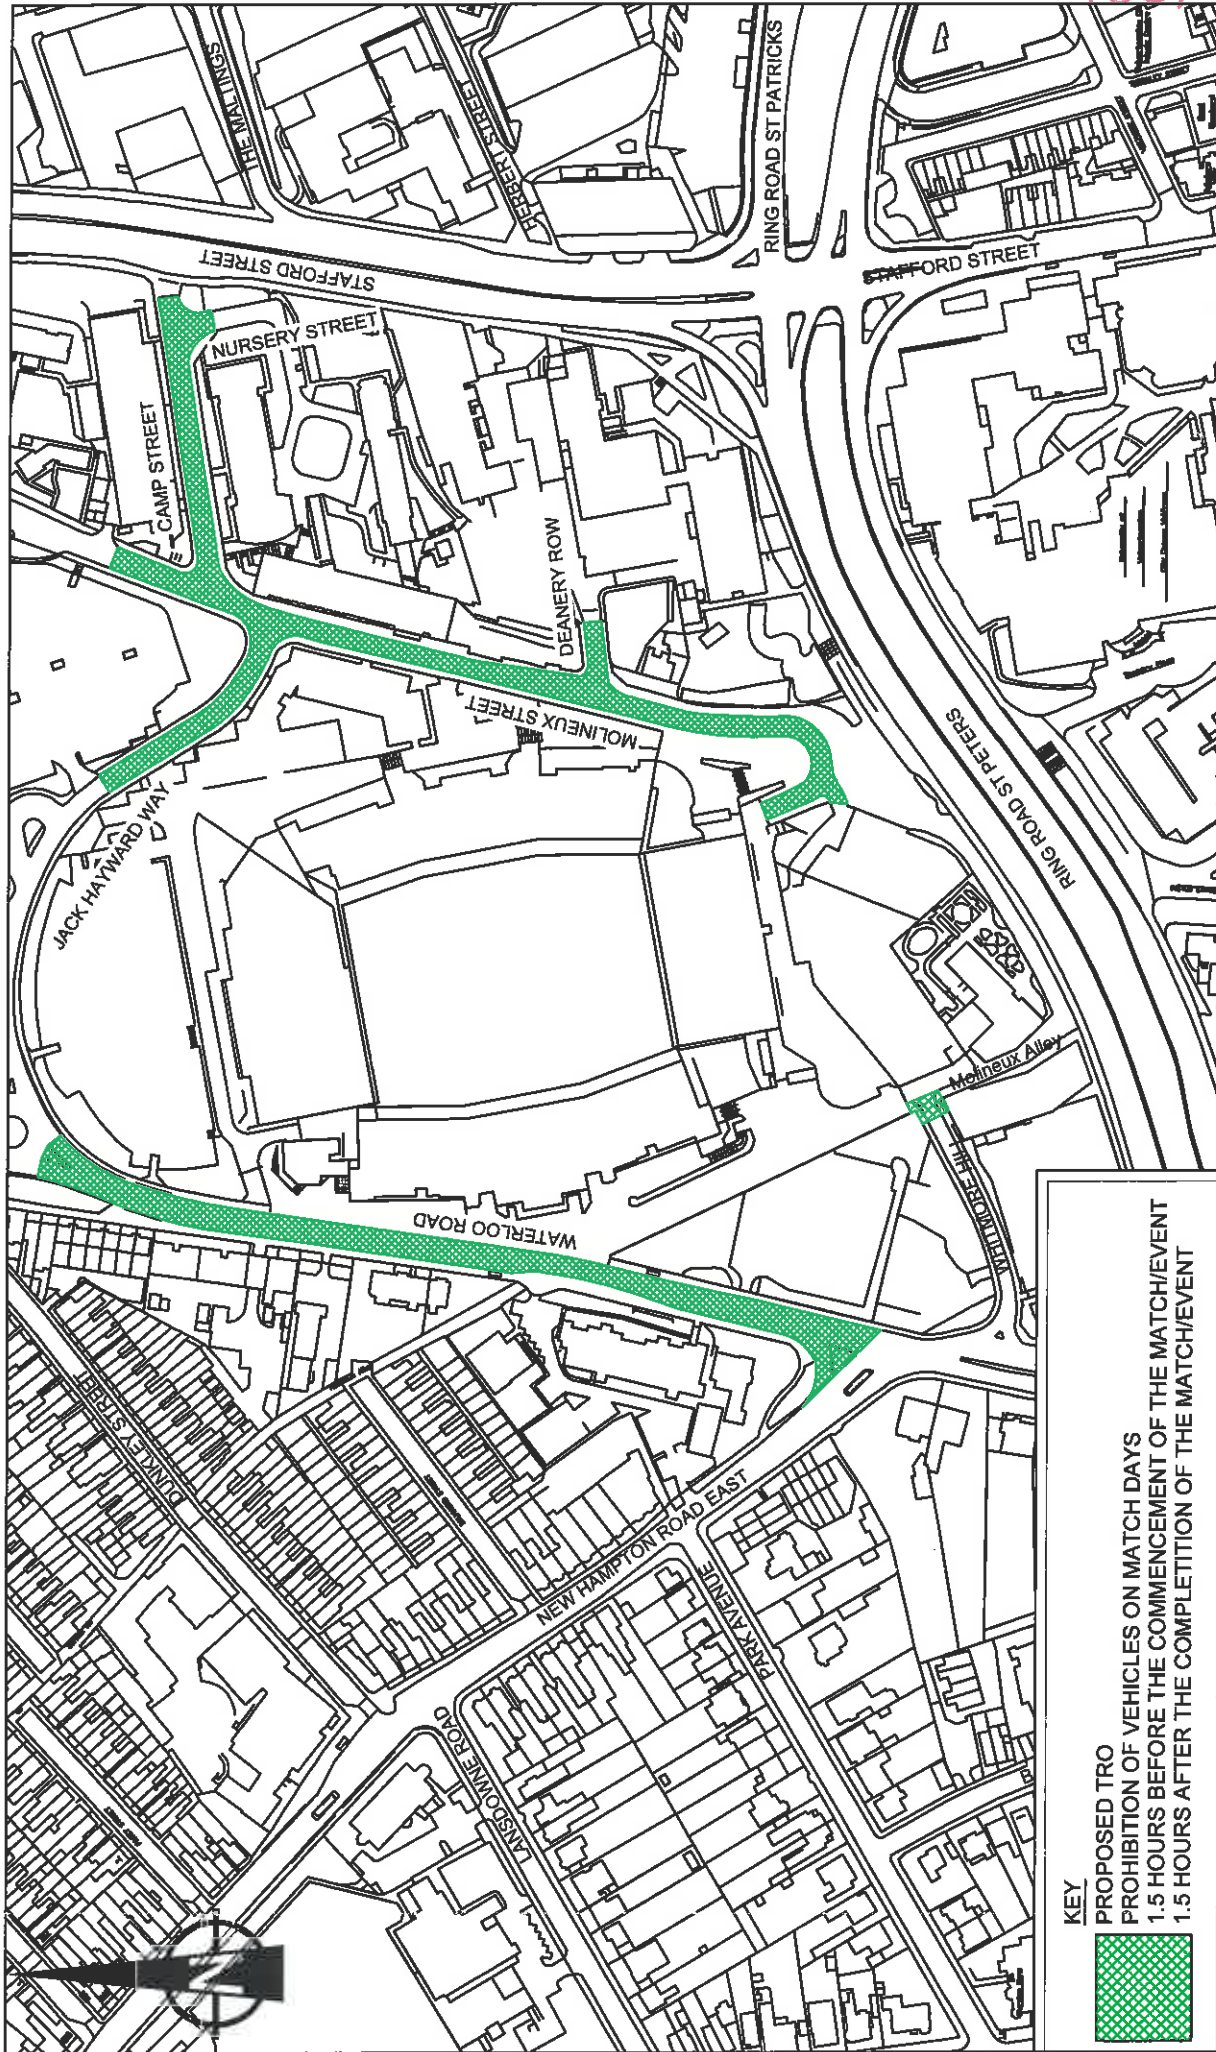 THE MALTINGS
HERBERT STREET
RING ROAD ST PATRICKS
STAFFORD STREET
STAFFORD STREET
NURSERY STREET
CAMP STREET
DEANERY ROW
MOLINEUX STREET
JACK HAYWARD WAY
RING ROAD ST PETERS
Molineux Alley
WHITMORE HILL
WATERLOO ROAD
DUNKLEY STREET
NEW HAMPTON ROAD EAST
PARK AVENUE
LANSDOWNE ROAD
N
KEY
PROPOSED TRO
PROHIBITION OF VEHICLES ON MATCH DAYS
1.5 HOURS BEFORE THE COMMENCEMENT OF THE MATCH/EVENT
1.5 HOURS AFTER THE COMPLETITION OF THE MATCH/EVENT